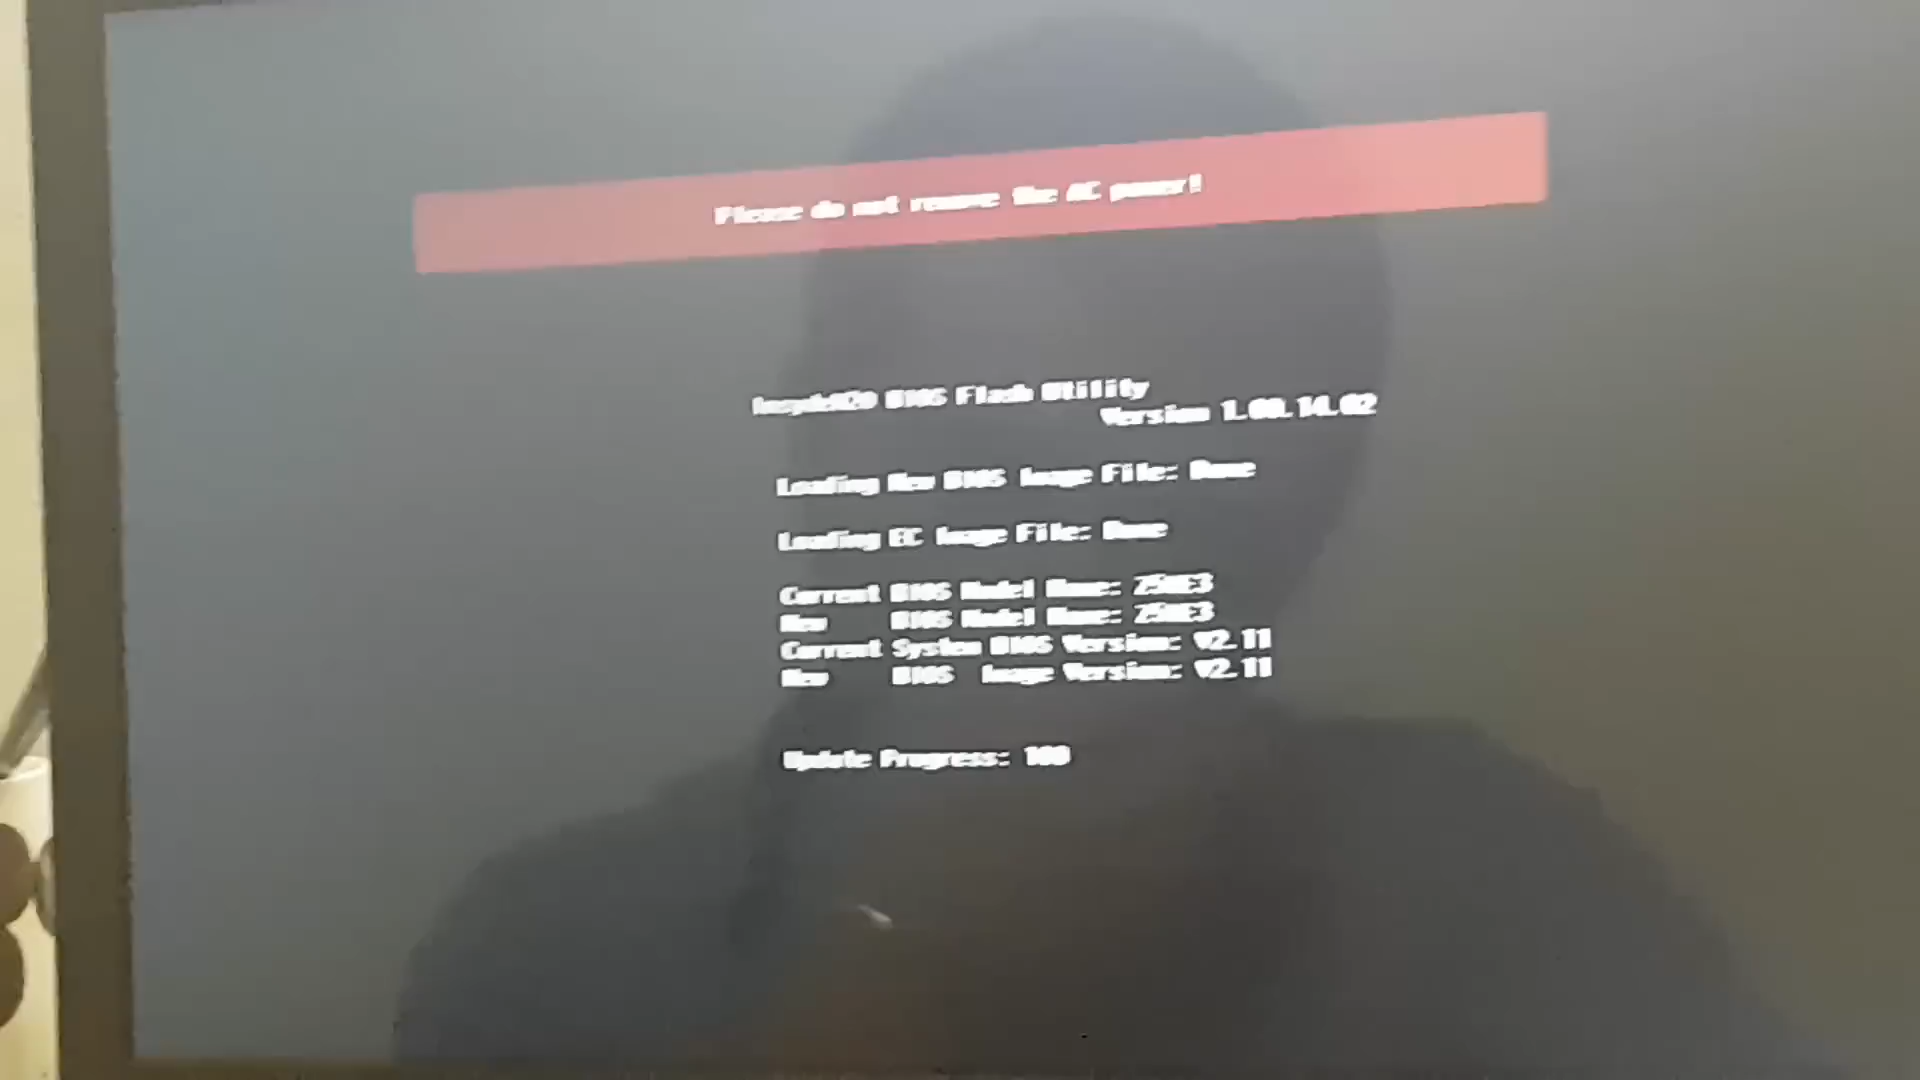 Please do not remove the AC power!
InsydeH2O BIOS Flash Utility
Version 1.00.14.02
Loading New BIOS Image File: Done
Loading EC Image File: Done
Current BIOS Model Name:
New BIOS Model Name:
Current System BIOS Version: V2.11
New BIOS Image Version: V2.11
Update Progress: 100